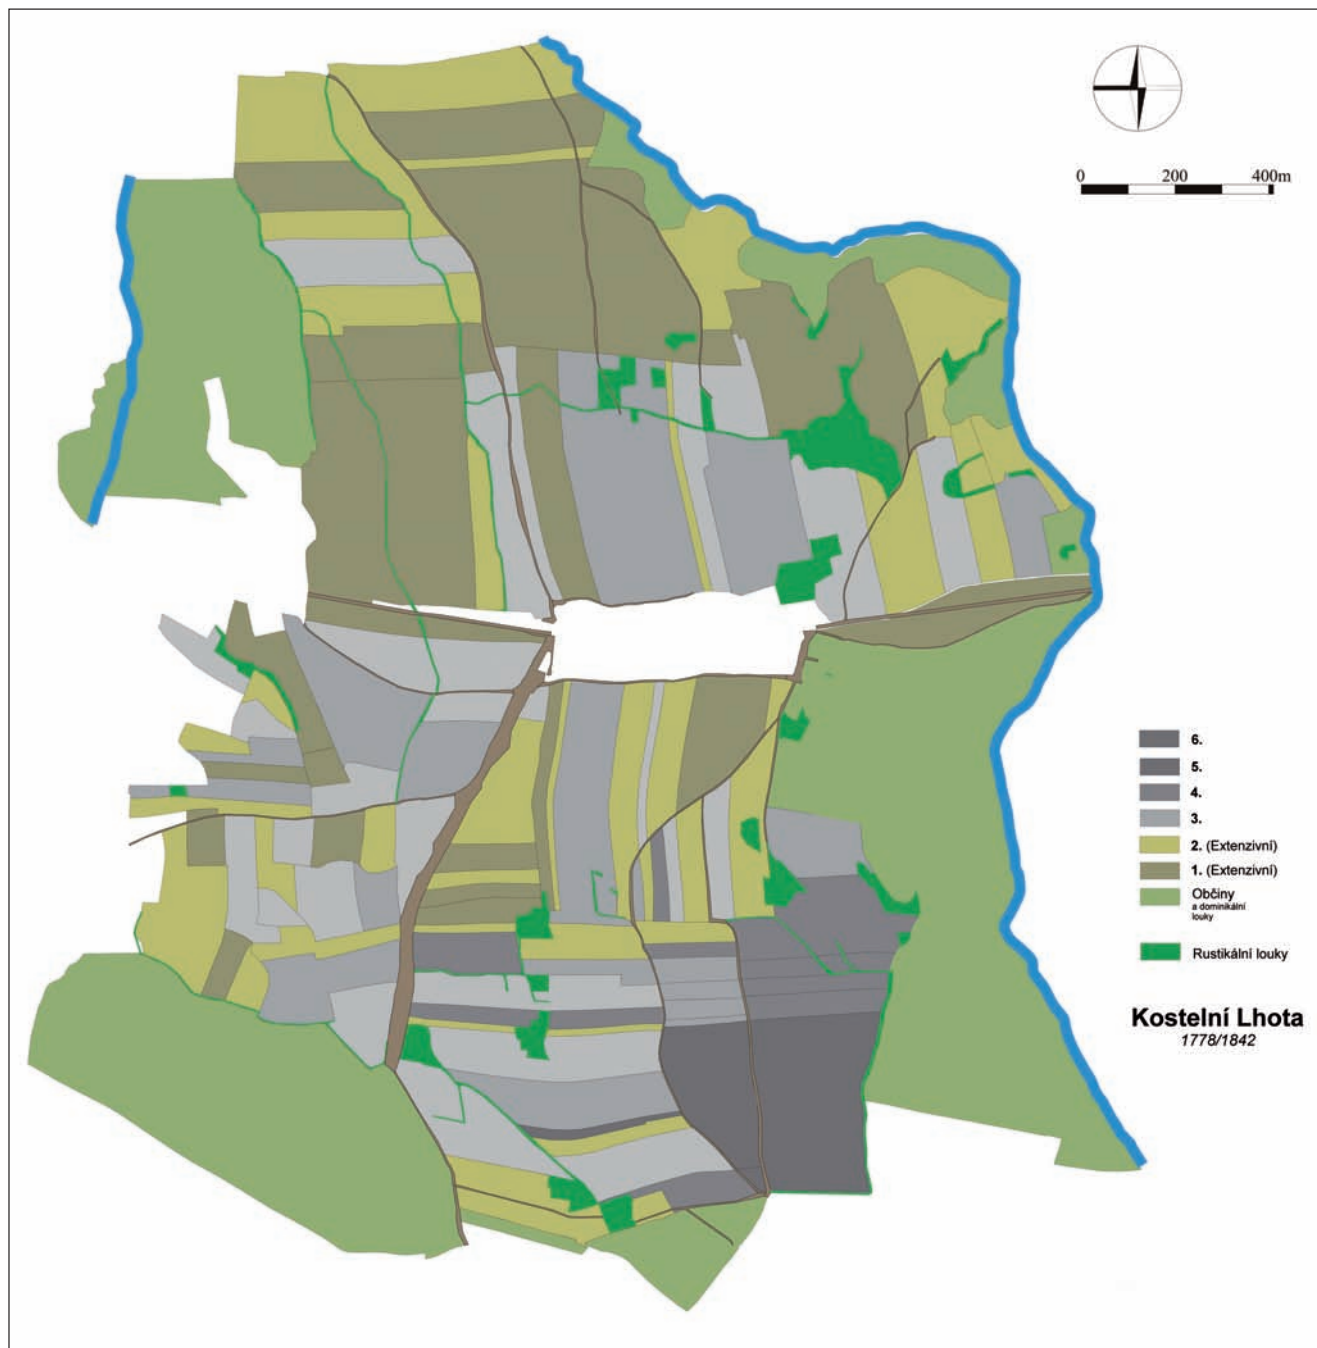 0 200 400m
6.
5.
4.
3.
2. (Extenzivní)
1. (Extenzivní)
Občiny
a dominikální
louky
Rustikální louky
Kostelní Lhota
1778/1842